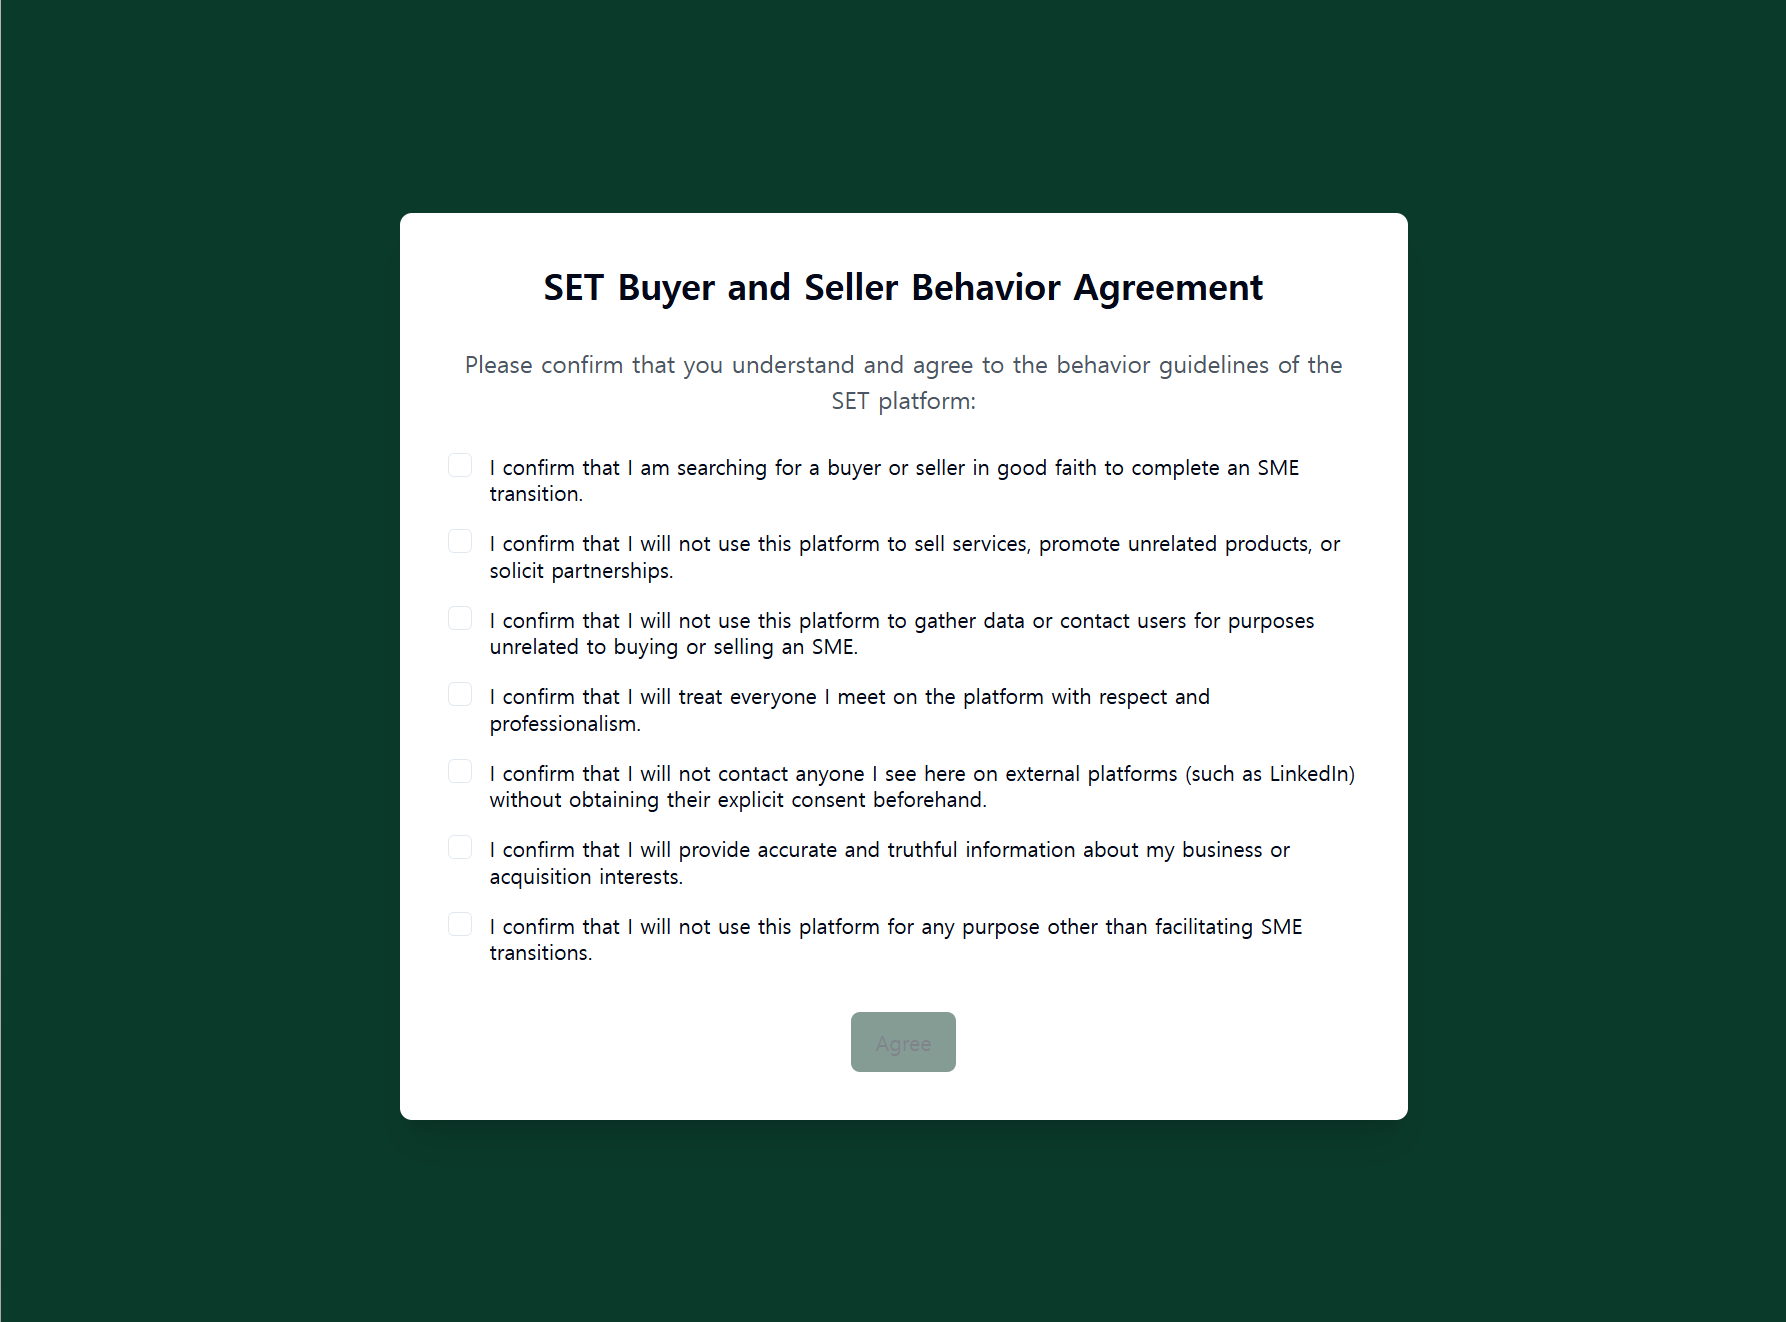 SET Buyer and Seller Behavior Agreement
Please confirm that you understand and agree to the behavior guidelines of the
SET platform:
I confirm that I am searching for a buyer or seller in good faith to complete an SME
transition.
I confirm that I will not use this platform to sell services, promote unrelated products, or
solicit partnerships.
I confirm that I will not use this platform to gather data or contact users for purposes
unrelated to buying or selling an SME.
I confirm that I will treat everyone I meet on the platform with respect and
professionalism.
I confirm that I will not contact anyone I see here on external platforms (such as LinkedIn)
without obtaining their explicit consent beforehand.
I confirm that I will provide accurate and truthful information about my business or
acquisition interests.
I confirm that I will not use this platform for any purpose other than facilitating SME
transitions.
Agree